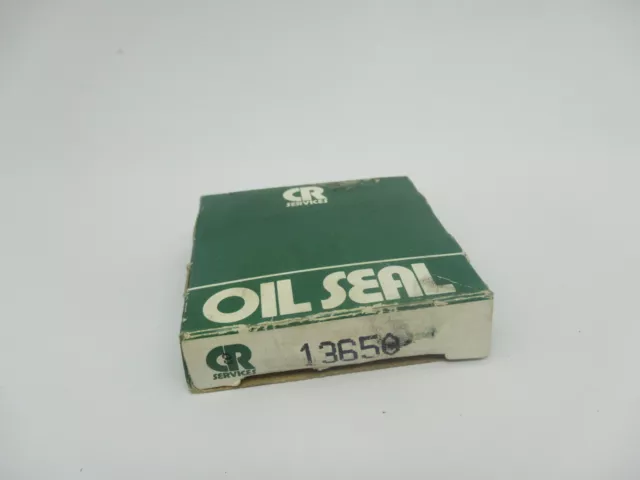 CR
SERVICES
OIL SEAL
CR
SERVICES
13650